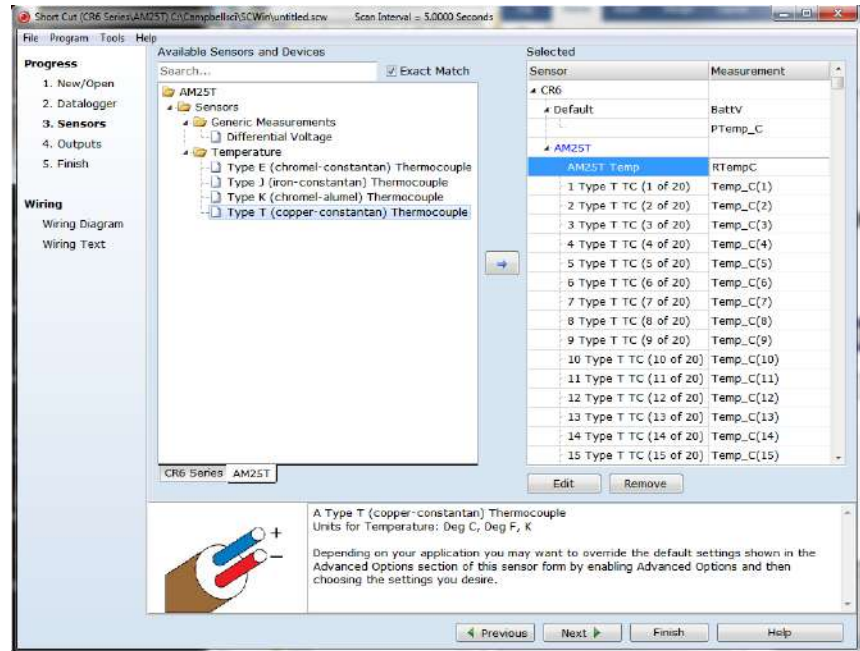 Short Cut (CR6 Series\AM25T) C:\Campbellsci\SCWin\untitled.scw Scan Interval = 5.0000 Seconds
File Program Tools Help
Progress
1. New/Open
2. Datalogger
3. Sensors
4. Outputs
5. Finish
Wiring
Wiring Diagram
Wiring Text
Available Sensors and Devices
Search...
Exact Match
AM25T
Sensors
Generic Measurements
Differential Voltage
Temperature
Type E (chromel-constantan) Thermocouple
Type J (iron-constantan) Thermocouple
Type K (chromel-alumel) Thermocouple
Type T (copper-constantan) Thermocouple
CR6 Series AM25T
Selected
Sensor Measurement
CR6
Default BattV
PTemp_C
AM25T
AM25T Temp RTempC
1 Type T TC (1 of 20) Temp_C(1)
2 Type T TC (2 of 20) Temp_C(2)
3 Type T TC (3 of 20) Temp_C(3)
4 Type T TC (4 of 20) Temp_C(4)
5 Type T TC (5 of 20) Temp_C(5)
6 Type T TC (6 of 20) Temp_C(6)
7 Type T TC (7 of 20) Temp_C(7)
8 Type T TC (8 of 20) Temp_C(8)
9 Type T TC (9 of 20) Temp_C(9)
10 Type T TC (10 of 20) Temp_C(10)
11 Type T TC (11 of 20) Temp_C(11)
12 Type T TC (12 of 20) Temp_C(12)
13 Type T TC (13 of 20) Temp_C(13)
14 Type T TC (14 of 20) Temp_C(14)
15 Type T TC (15 of 20) Temp_C(15)
Edit Remove
+
−
A Type T (copper-constantan) Thermocouple
Units for Temperature: Deg C, Deg F, K
Depending on your application you may want to override the default settings shown in the
Advanced Options section of this sensor form by enabling Advanced Options and then
choosing the settings you desire.
Previous Next Finish Help